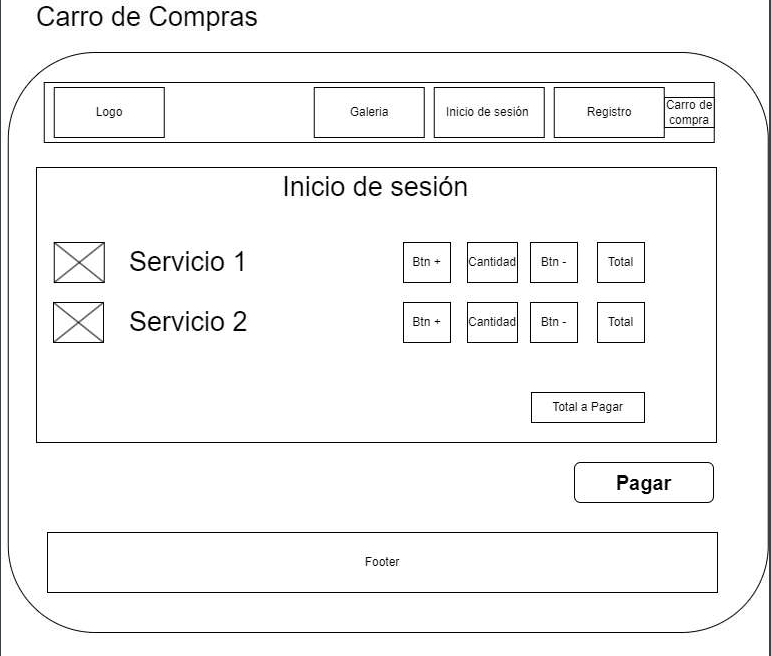 Carro de Compras
Logo
Galeria
Inicio de sesión
Registro
Carro de
compra
Inicio de sesión
Servicio 1
Btn +
Cantidad
Btn -
Total
Servicio 2
Btn +
Cantidad
Btn -
Total
Total a Pagar
Pagar
Footer